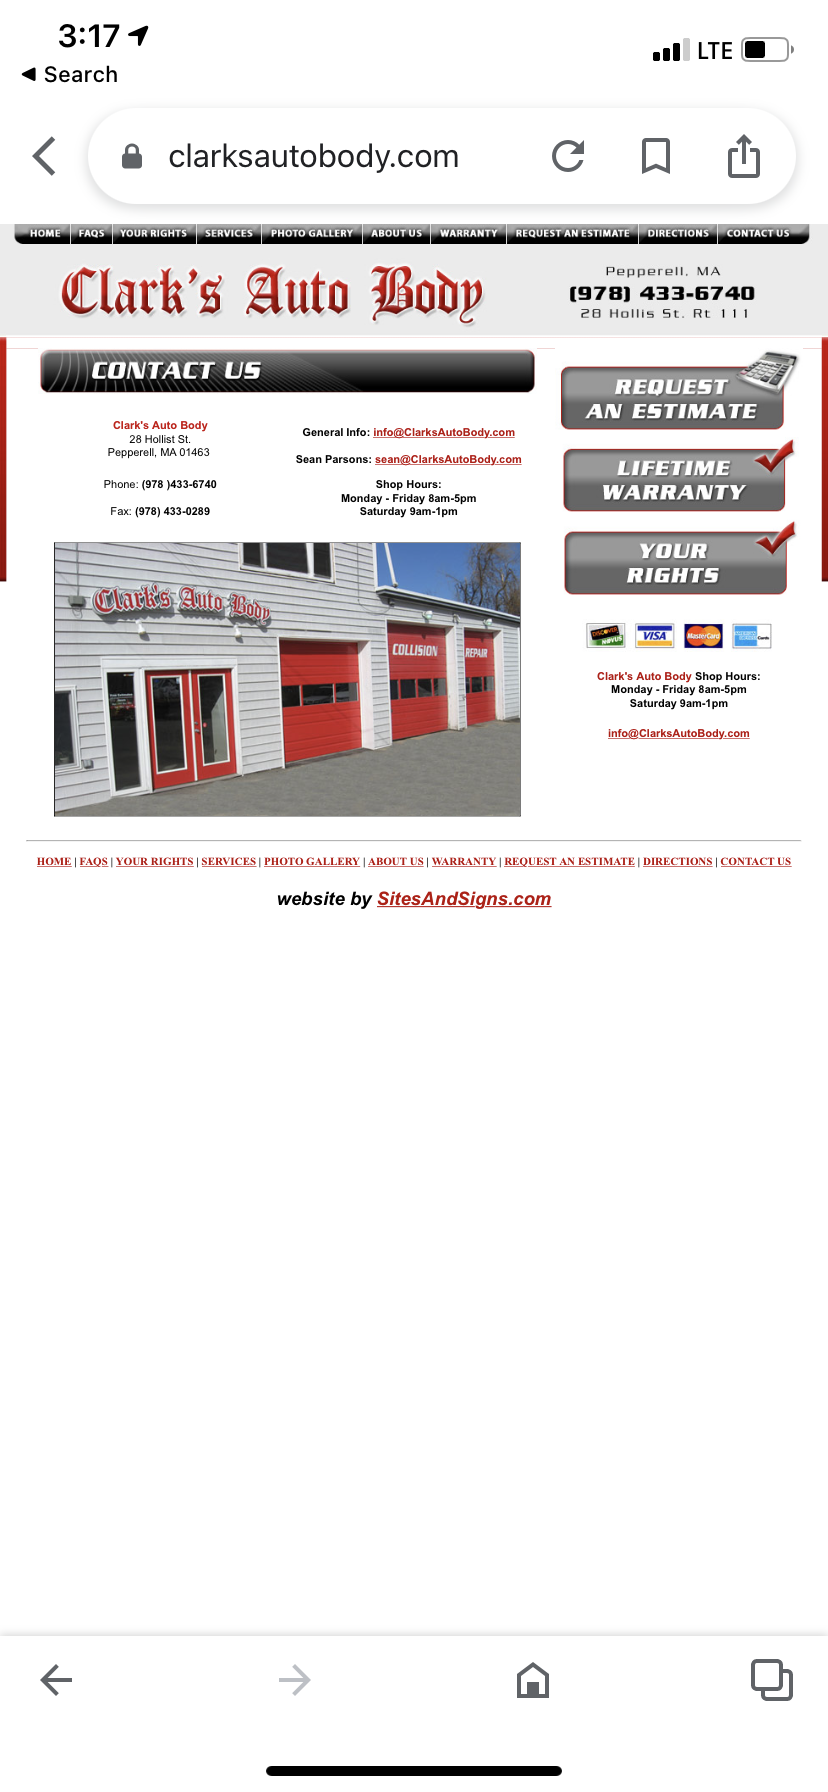 3:17
LTE
Search
clarksautobody.com
HOME FAQS YOUR RIGHTS SERVICES PHOTO GALLERY ABOUT US WARRANTY REQUEST AN ESTIMATE DIRECTIONS CONTACT US
Clark's Auto Body
Pepperell, MA
(978) 433-6740
28 Hollis St. Rt 111
CONTACT US
Clark's Auto Body
28 Hollist St.
Pepperell, MA 01463
Phone: (978 )433-6740
Fax: (978) 433-0289
General Info: info@ClarksAutoBody.com
Sean Parsons: sean@ClarksAutoBody.com
Shop Hours:
Monday - Friday 8am-5pm
Saturday 9am-1pm
Clark's Auto Body
COLLISION
REPAIR
REQUEST
AN ESTIMATE
LIFETIME
WARRANTY
YOUR
RIGHTS
DISCOVER
NOVUS
VISA
MasterCard
AMERICAN
EXPRESS
Cards
Clark's Auto Body Shop Hours:
Monday - Friday 8am-5pm
Saturday 9am-1pm
info@ClarksAutoBody.com
HOME | FAQS | YOUR RIGHTS | SERVICES | PHOTO GALLERY | ABOUT US | WARRANTY | REQUEST AN ESTIMATE | DIRECTIONS | CONTACT US
website by SitesAndSigns.com